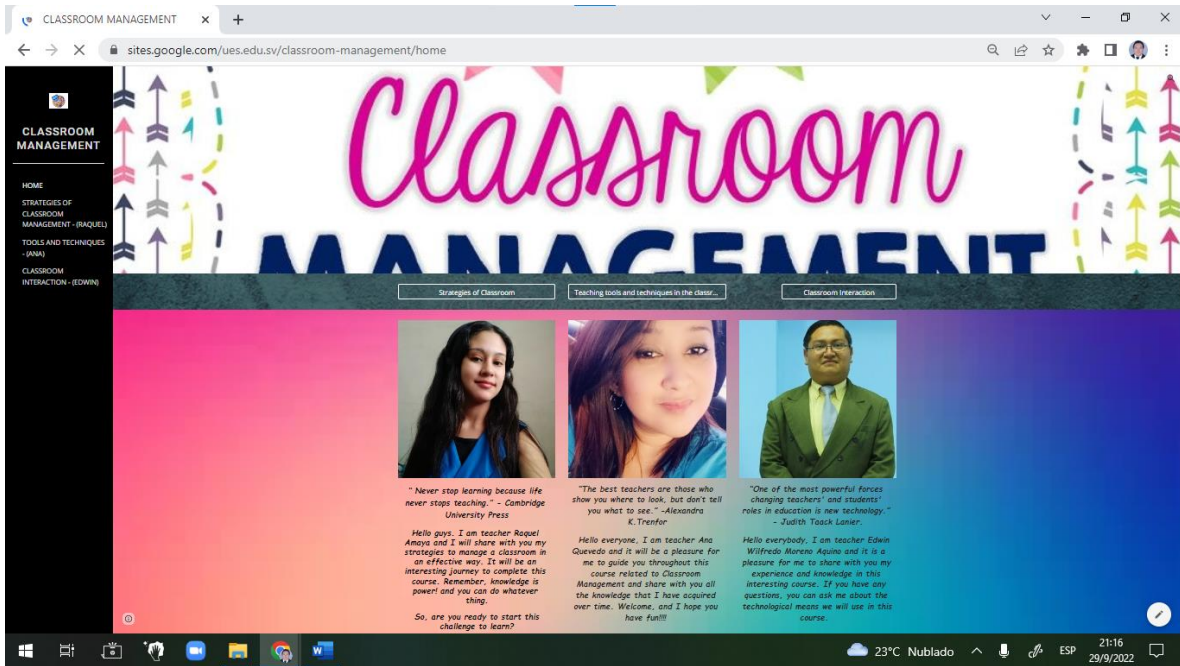 CLASSROOM MANAGEMENT
sites.google.com/ues.edu.sv/classroom-management/home
CLASSROOM
MANAGEMENT
HOME
STRATEGIES OF
CLASSROOM
MANAGEMENT - (RAQUEL)
TOOLS AND TECHNIQUES
- (ANA)
CLASSROOM
INTERACTION - (EDWIN)
Classroom
MANAGEMENT
Strategies of Classroom
Teaching tools and techniques in the classr...
Classroom Interaction
" Never stop learning because life
never stops teaching." - Cambridge
University Press
Hello guys. I am teacher Raquel
Amaya and I will share with you my
strategies to manage a classroom in
an effective way. It will be an
interesting journey to complete this
course. Remember, knowledge is
power! and you can do whatever
thing.
So, are you ready to start this
challenge to learn?
"The best teachers are those who
show you where to look, but don't tell
you what to see." -Alexandra
K.Trenfor
Hello everyone, I am teacher Ana
Quevedo and it will be a pleasure for
me to guide you throughout this
course related to Classroom
Management and share with you all
the knowledge that I have acquired
over time. Welcome, and I hope you
have fun!!!!
"One of the most powerful forces
changing teachers' and students'
roles in education is new technology."
- Judith Taack Lanier.
Hello everybody, I am teacher Edwin
Wilfredo Moreno Aquino and it is a
pleasure for me to share with you my
experience and knowledge in this
interesting course. If you have any
questions, you can ask me about the
technological means we will use in this
course.
23°C Nublado
ESP
21:16
29/9/2022